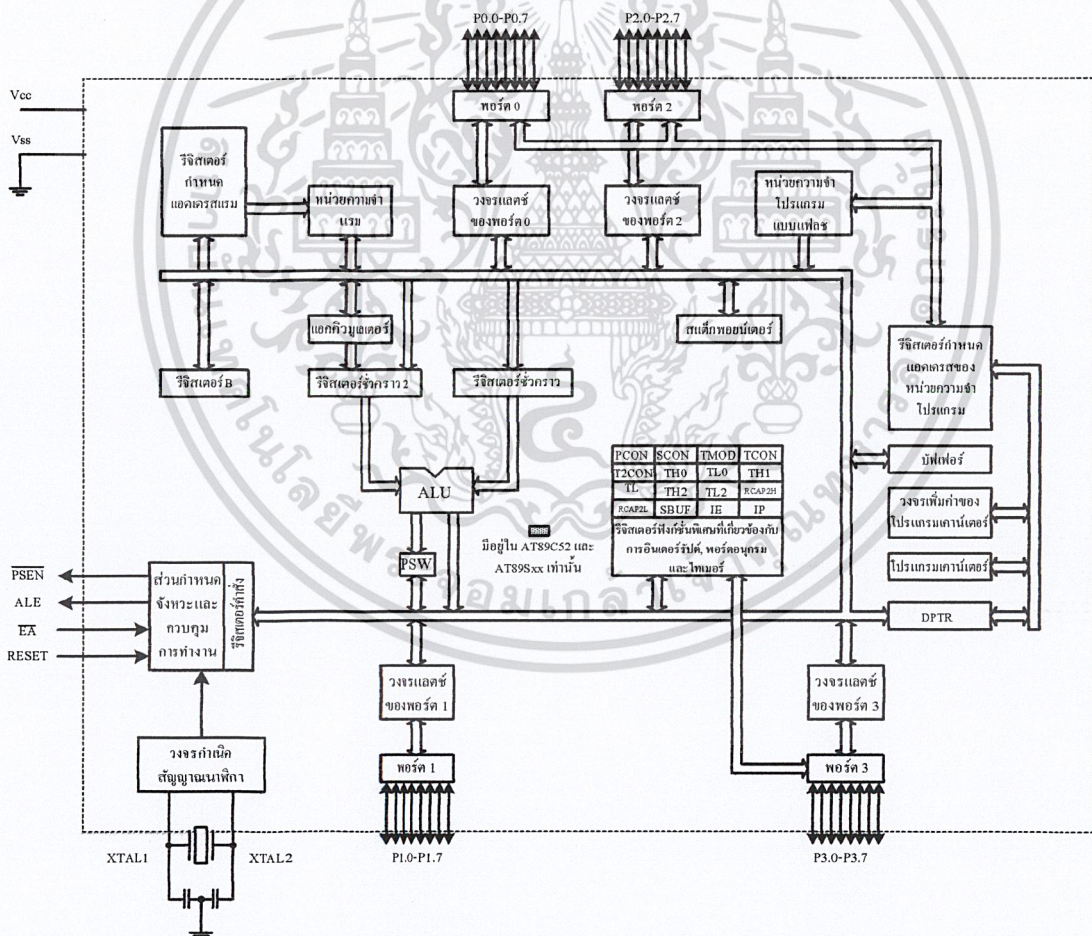 P0.0-P0.7
P2.0-P2.7
Vcc
Vss
พอร์ต 0
พอร์ต 2
รีจิสเตอร์
กำหนด
แอดเดรสแรม
หน่วยความจำ
แรม
วงจรแลตช์
ของพอร์ต 0
วงจรแลตช์
ของพอร์ต 2
หน่วยความจำ
โปรแกรม
แบบแฟลช
แอกคิวมูเลเตอร์
สแต็กพอยน์เตอร์
รีจิสเตอร์ B
รีจิสเตอร์ชั่วคราว 2
รีจิสเตอร์ชั่วคราว
รีจิสเตอร์กำหนด
แอดเดรสของ
หน่วยความจำ
โปรแกรม
PCON SCON TMOD TCON
T2CON TH0 TL0 TH1
TL TH2 TL2 RCAP2H
RCAP2L SBUF IE IP
รีจิสเตอร์ฟังก์ชั่นพิเศษที่เกี่ยวข้องกับ
การอินเตอร์รัปต์, พอร์ตอนุกรม
และไทเมอร์
บัฟเฟอร์
ALU
วงจรเพิ่มค่าของ
โปรแกรมเคาน์เตอร์
มีอยู่ใน AT89C52 และ
AT89Sxx เท่านั้น
PSW
โปรแกรมเคาน์เตอร์
PSEN
ALE
EA
RESET
ส่วนกำหนด
จังหวะและ
ควบคุม
การทำงาน
รีจิสเตอร์คำสั่ง
DPTR
วงจรแลตช์
ของพอร์ต 1
วงจรแลตช์
ของพอร์ต 3
วงจรกำเนิด
สัญญาณนาฬิกา
พอร์ต 1
พอร์ต 3
XTAL1
XTAL2
P1.0-P1.7
P3.0-P3.7